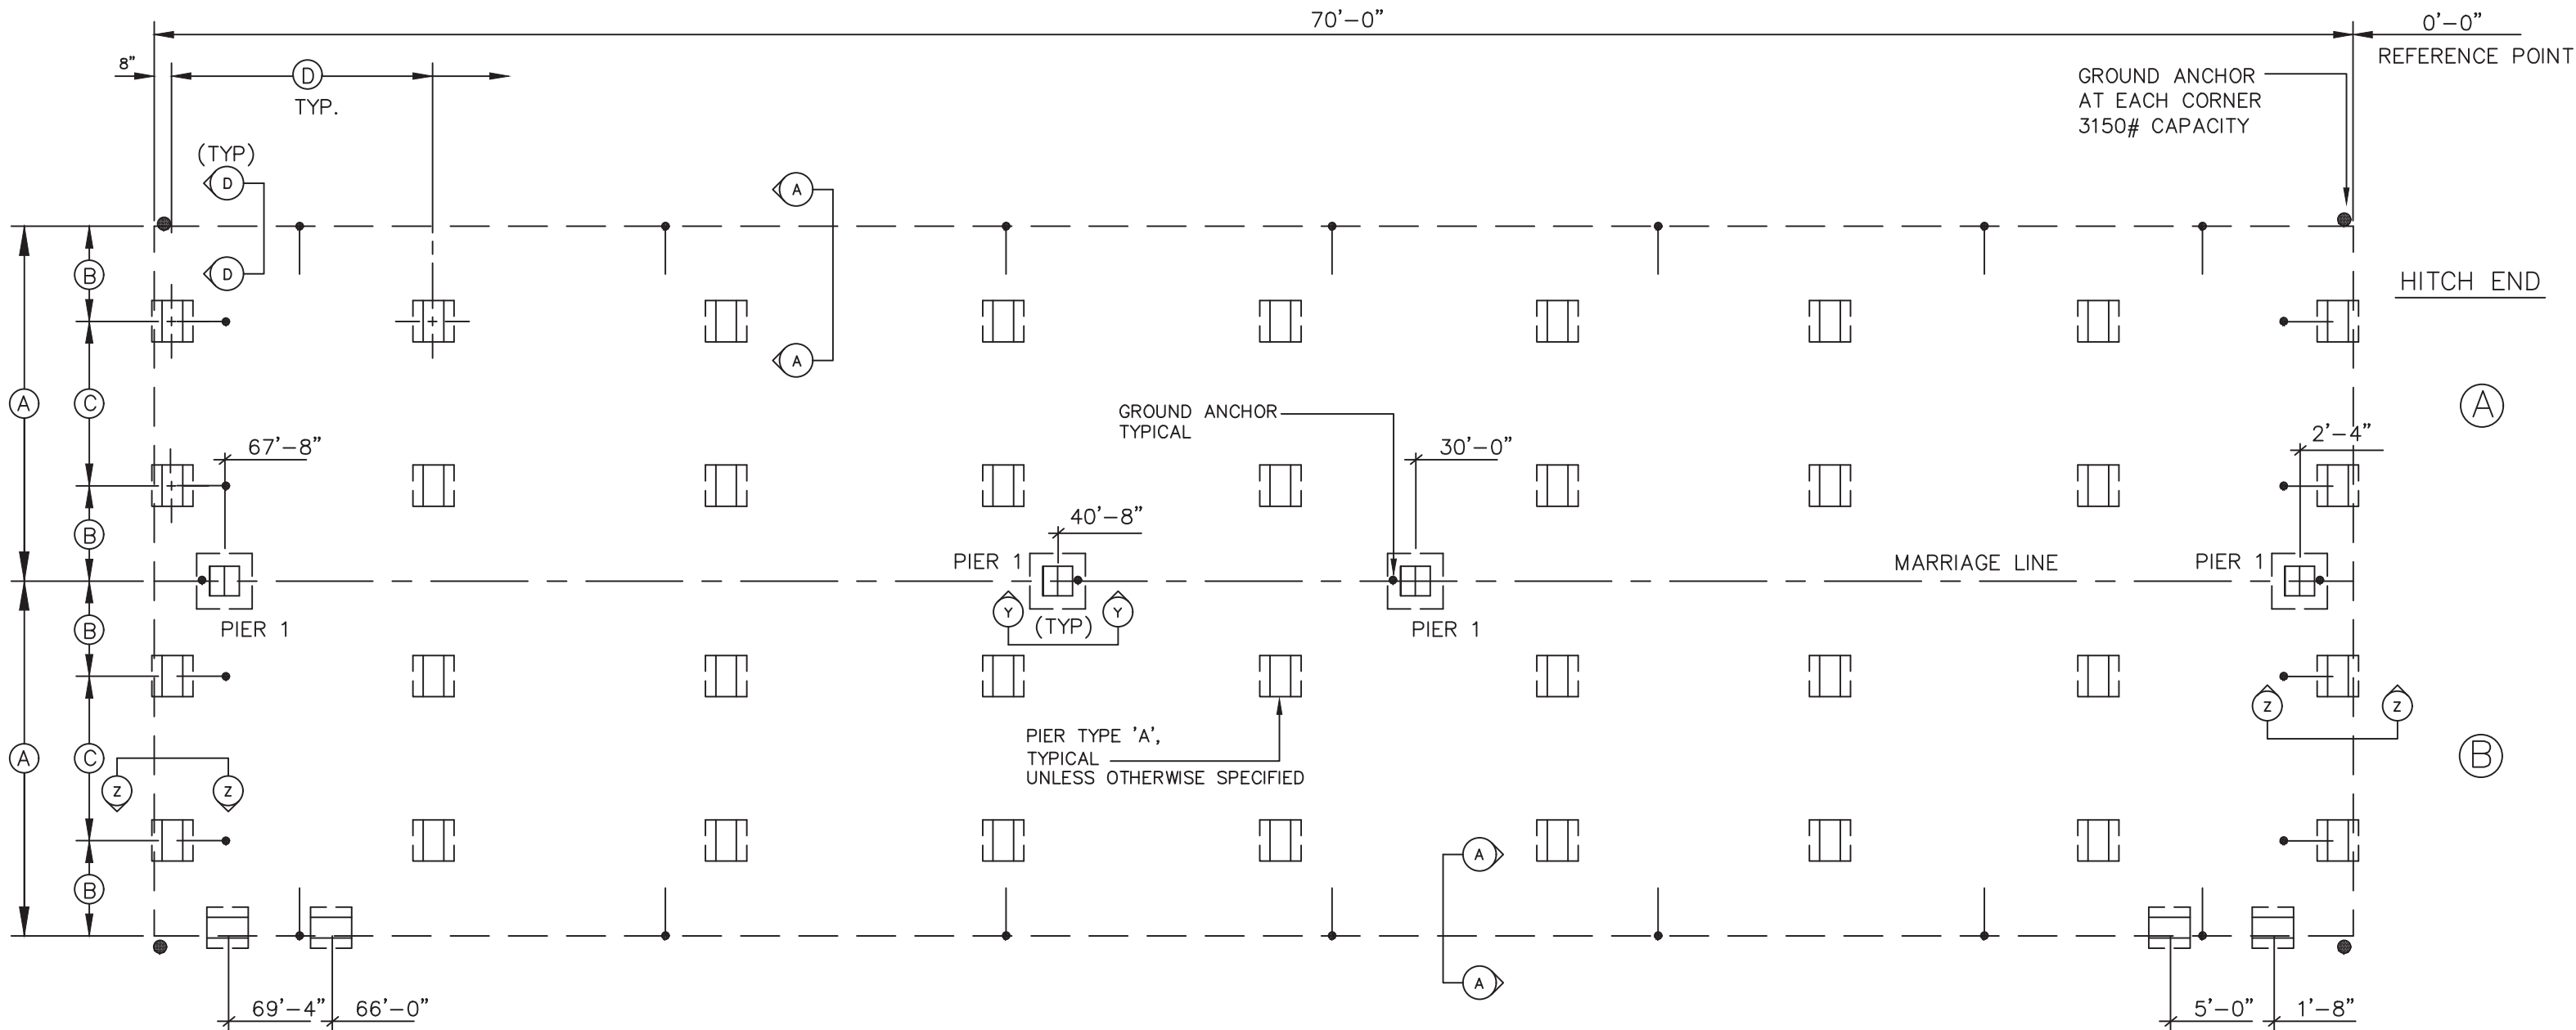 70'-0"
0'-0"
REFERENCE POINT
8"
D
TYP.
GROUND ANCHOR
AT EACH CORNER
3150# CAPACITY
(TYP)
D
A
D
B
HITCH END
A
A
C
A
GROUND ANCHOR
TYPICAL
67'-8"
30'-0"
2'-4"
B
40'-8"
PIER 1
MARRIAGE LINE
PIER 1
Y
Y
(TYP)
B
PIER 1
PIER 1
Z
Z
PIER TYPE 'A',
TYPICAL
UNLESS OTHERWISE SPECIFIED
A
C
B
Z
Z
A
B
A
69'-4"
66'-0"
5'-0"
1'-8"